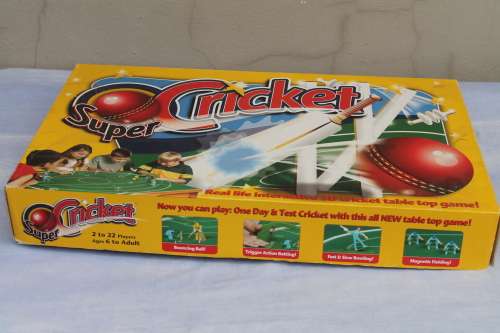 Super Cricket
Real life interactive 3D cricket table top game!
Super Cricket
2 to 22 Players
Ages 6 to Adult
Now you can play: One Day & Test Cricket with this all NEW table top game!
Bouncing Ball!
Trigger Action Batting!
Fast & Slow Bowling!
Magnetic Fielding!